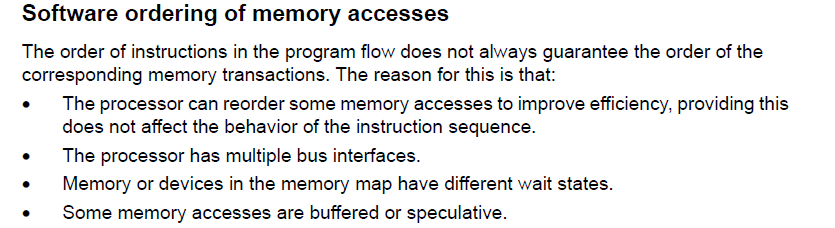 Software ordering of memory accesses
The order of instructions in the program flow does not always guarantee the order of the
corresponding memory transactions. The reason for this is that:
• The processor can reorder some memory accesses to improve efficiency, providing this
does not affect the behavior of the instruction sequence.
• The processor has multiple bus interfaces.
• Memory or devices in the memory map have different wait states.
• Some memory accesses are buffered or speculative.